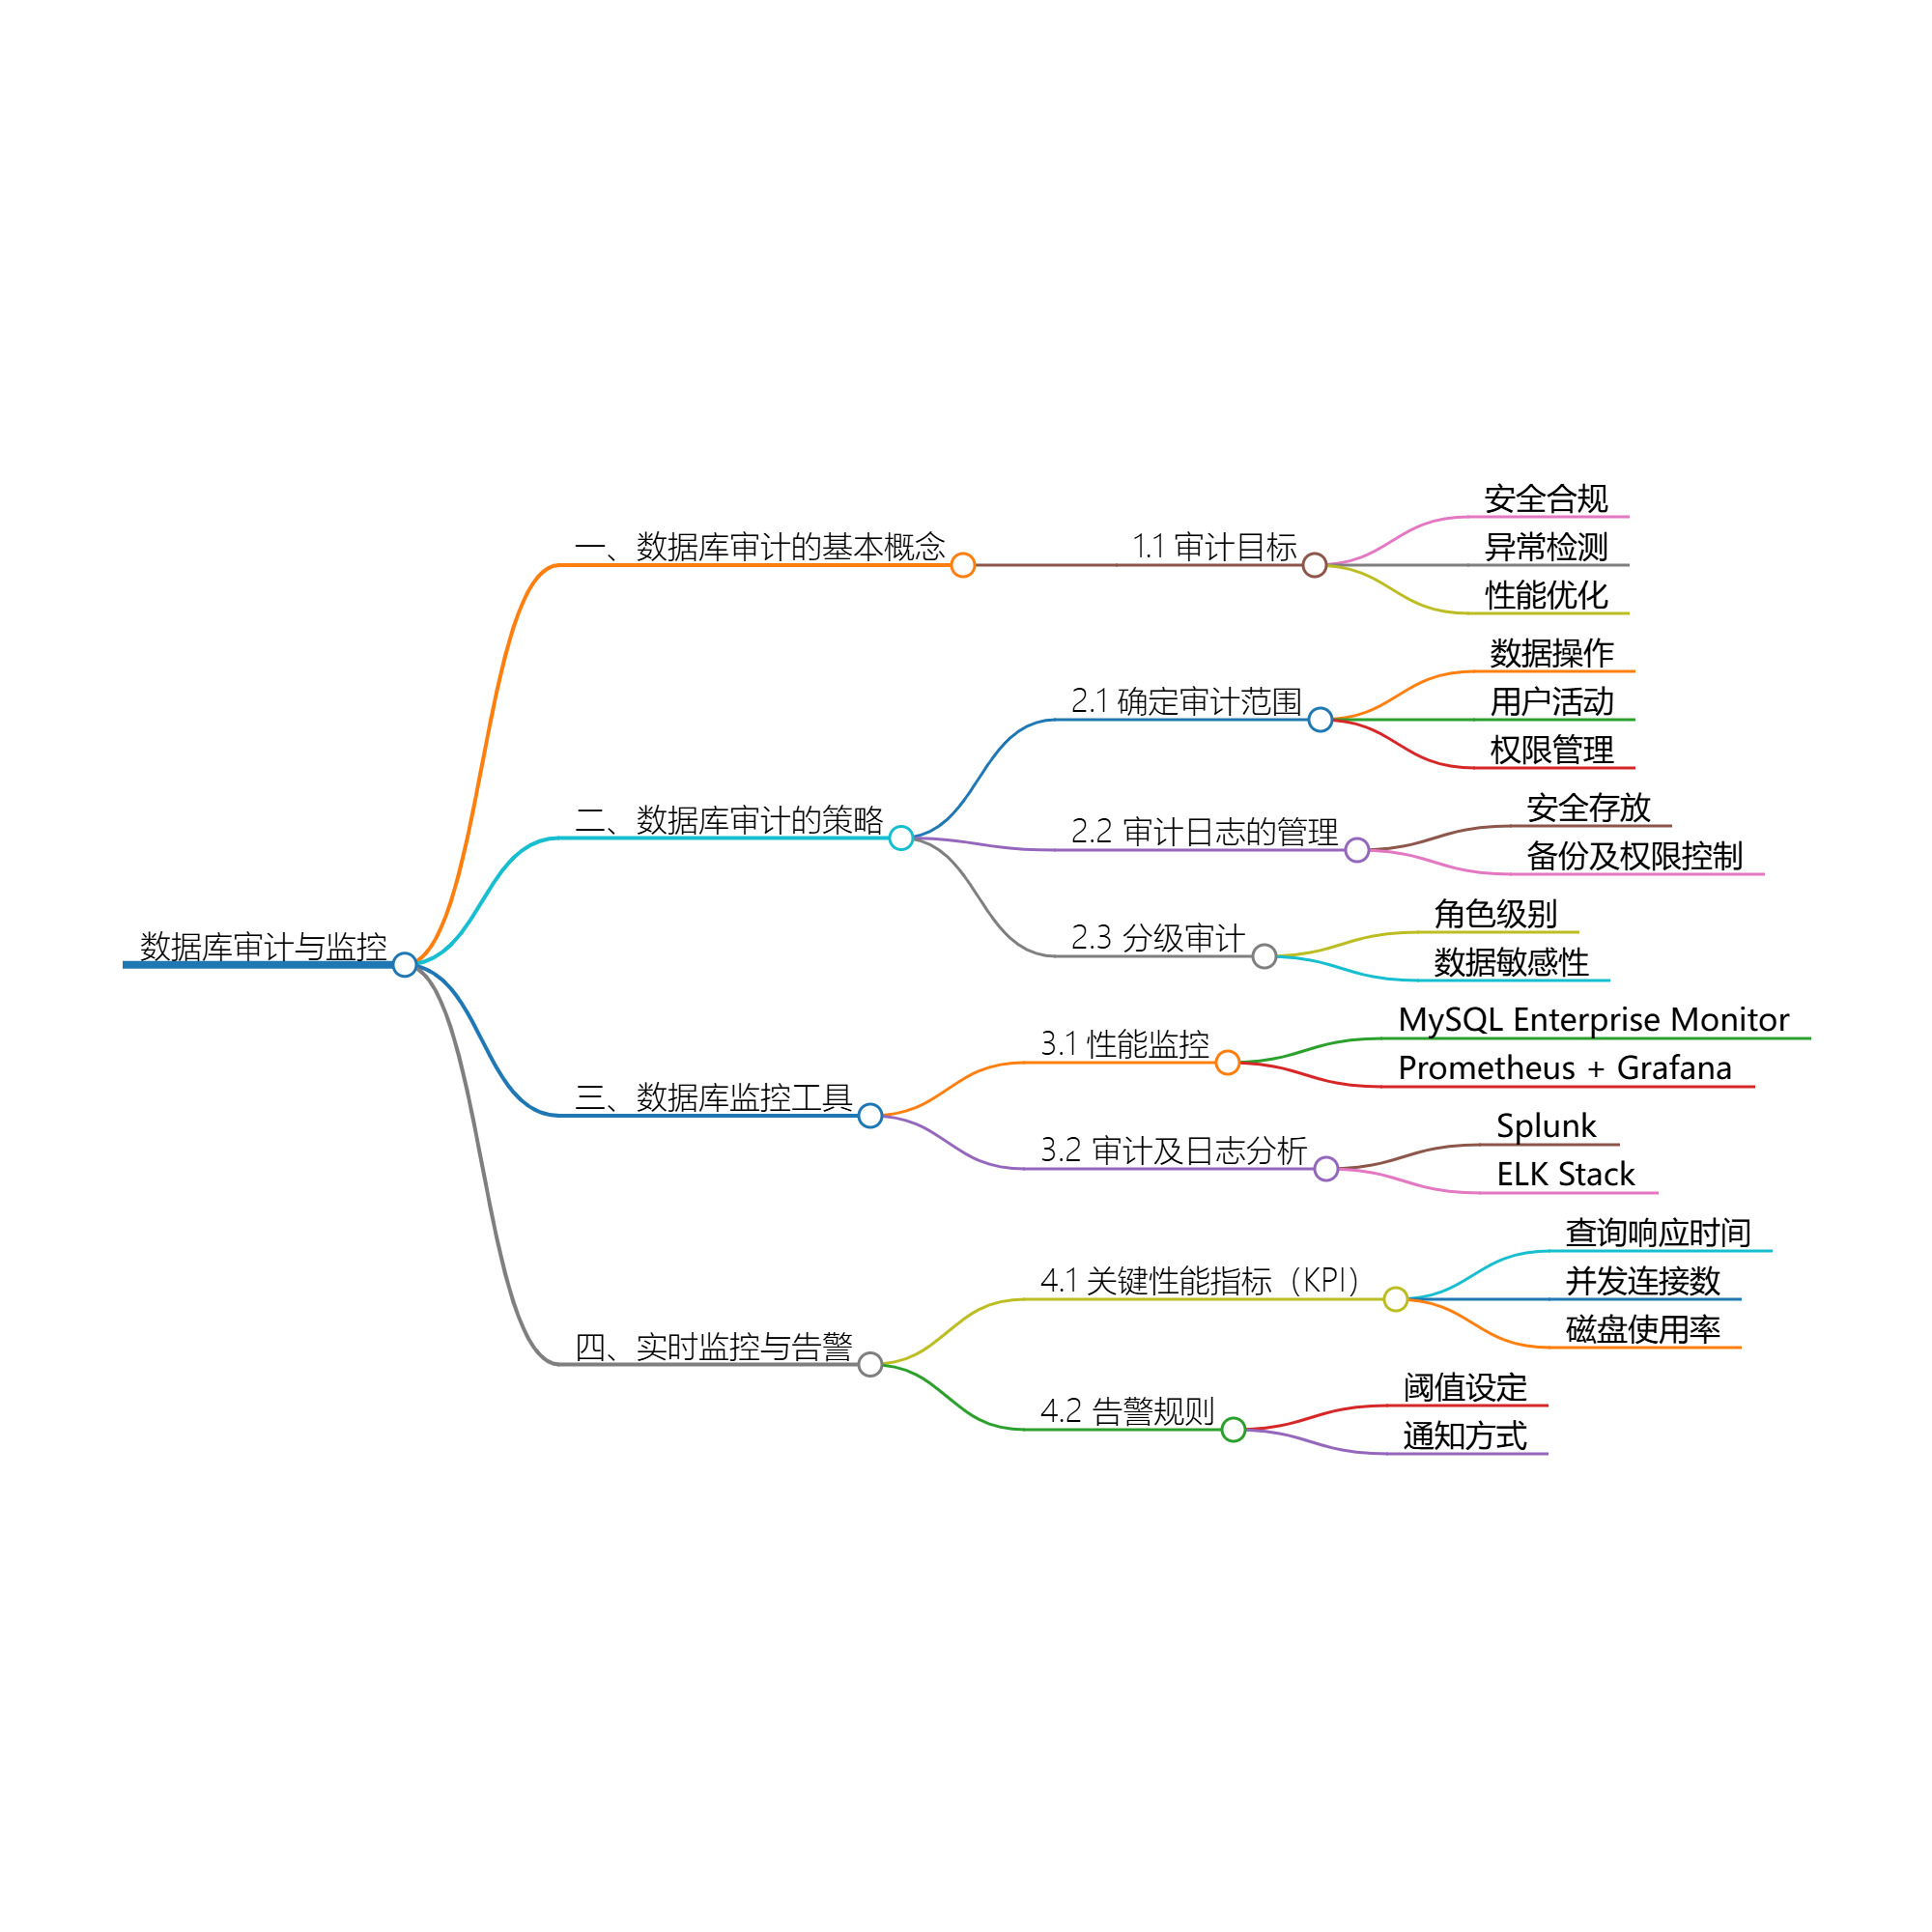 数据库审计与监控
一、数据库审计的基本概念
1.1 审计目标
安全合规
异常检测
性能优化
二、数据库审计的策略
2.1 确定审计范围
数据操作
用户活动
权限管理
2.2 审计日志的管理
安全存放
备份及权限控制
2.3 分级审计
角色级别
数据敏感性
三、数据库监控工具
3.1 性能监控
MySQL Enterprise Monitor
Prometheus + Grafana
3.2 审计及日志分析
Splunk
ELK Stack
四、实时监控与告警
4.1 关键性能指标（KPI）
查询响应时间
并发连接数
磁盘使用率
4.2 告警规则
阈值设定
通知方式